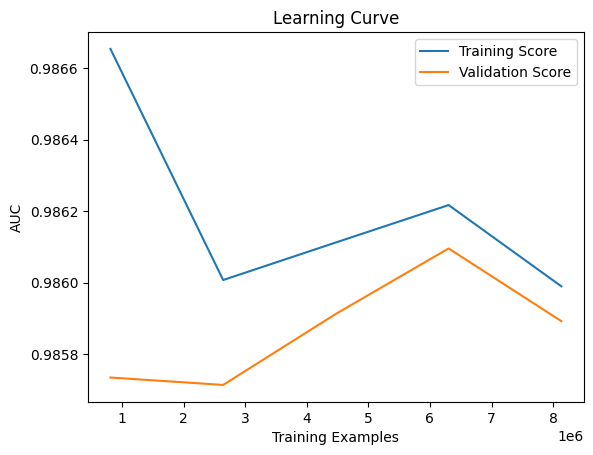 Learning Curve
Training Score
Validation Score
0.9866
0.9864
0.9862
0.9860
0.9858
AUC
1 2 3 4 5 6 7 8
1e6
Training Examples